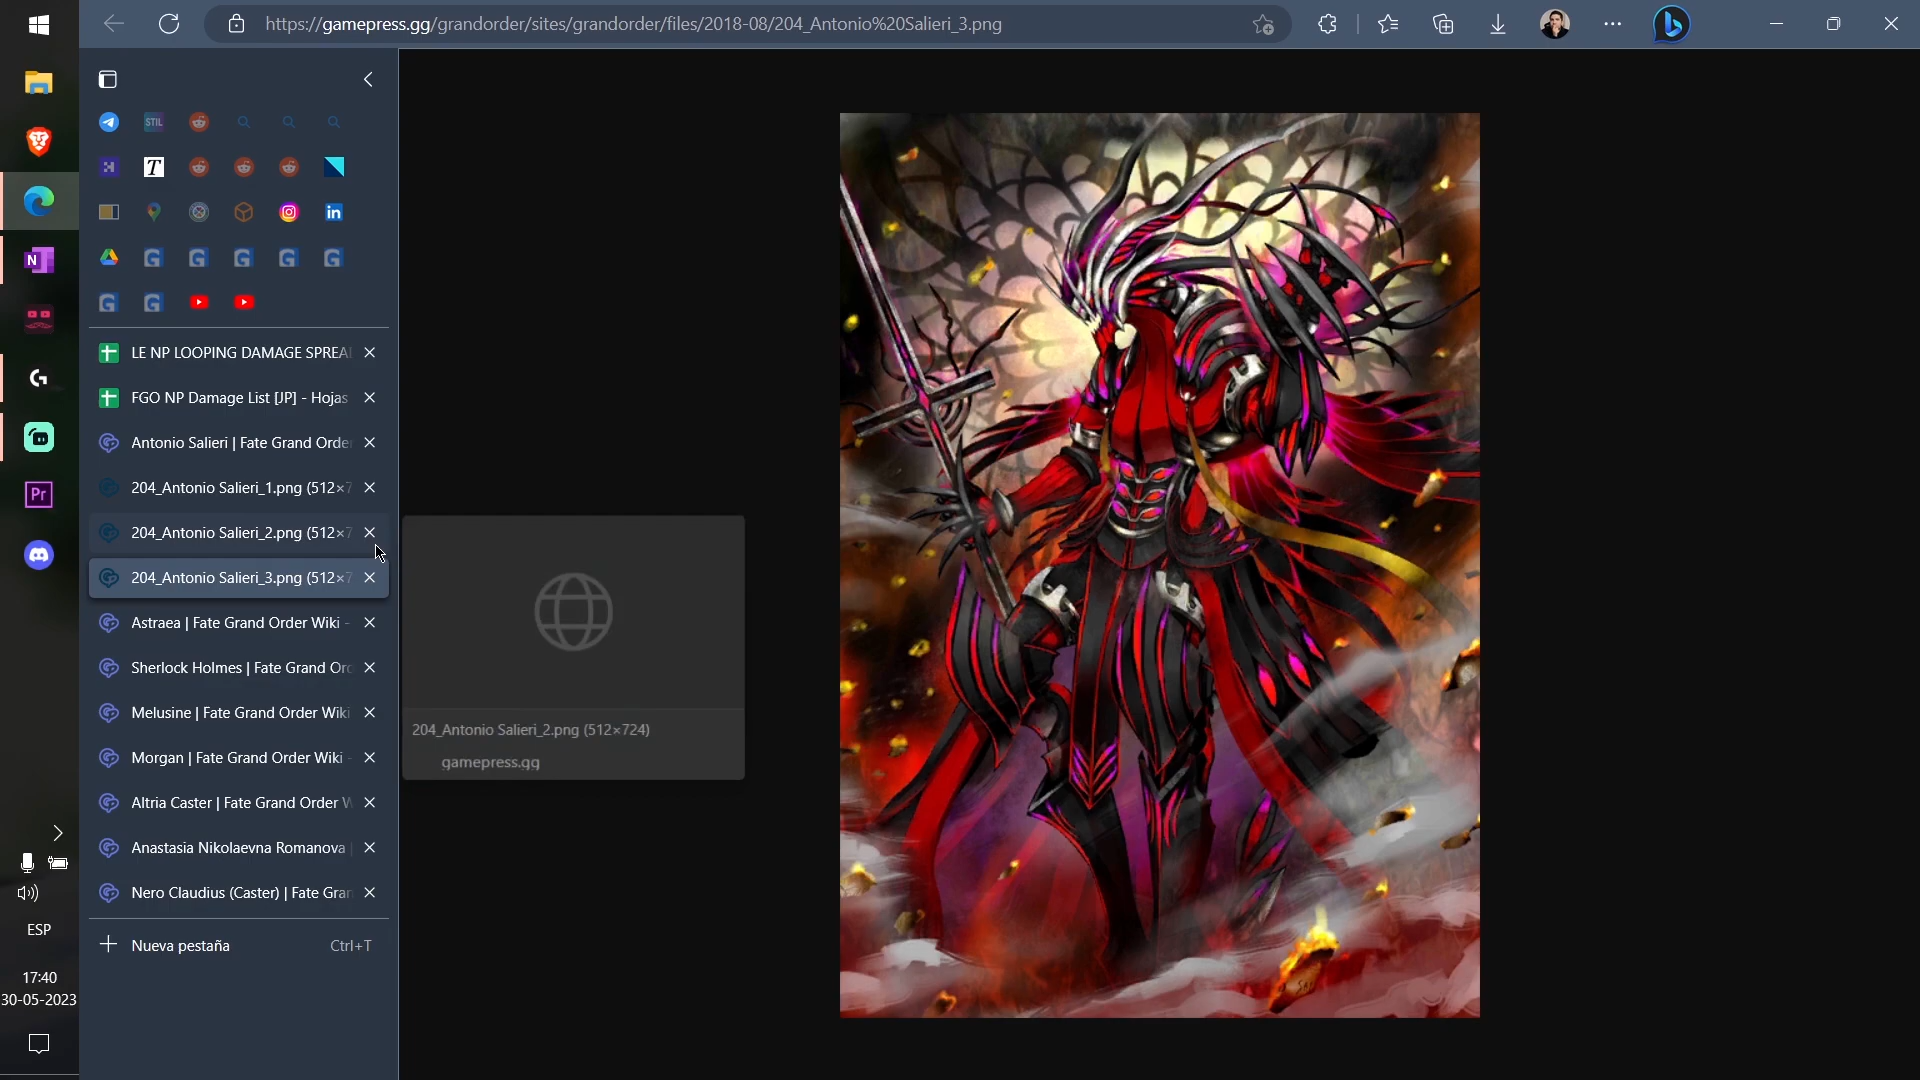 https://gamepress.gg/grandorder/sites/grandorder/files/2018-08/204_Antonio%20Salieri_3.png
STIL
T
LE NP LOOPING DAMAGE SPREA
FGO NP Damage List [JP] - Hojas
Antonio Salieri | Fate Grand Order
204_Antonio Salieri_1.png (512×7
204_Antonio Salieri_2.png (512×7
204_Antonio Salieri_3.png (512×7
Astraea | Fate Grand Order Wiki -
Sherlock Holmes | Fate Grand Ord
Melusine | Fate Grand Order Wiki
Morgan | Fate Grand Order Wiki -
Altria Caster | Fate Grand Order W
Anastasia Nikolaevna Romanova |
Nero Claudius (Caster) | Fate Gran
Nueva pestaña Ctrl+T
204_Antonio Salieri_2.png (512×724)
gamepress.gg
N
Pr
ESP
17:40
30-05-2023